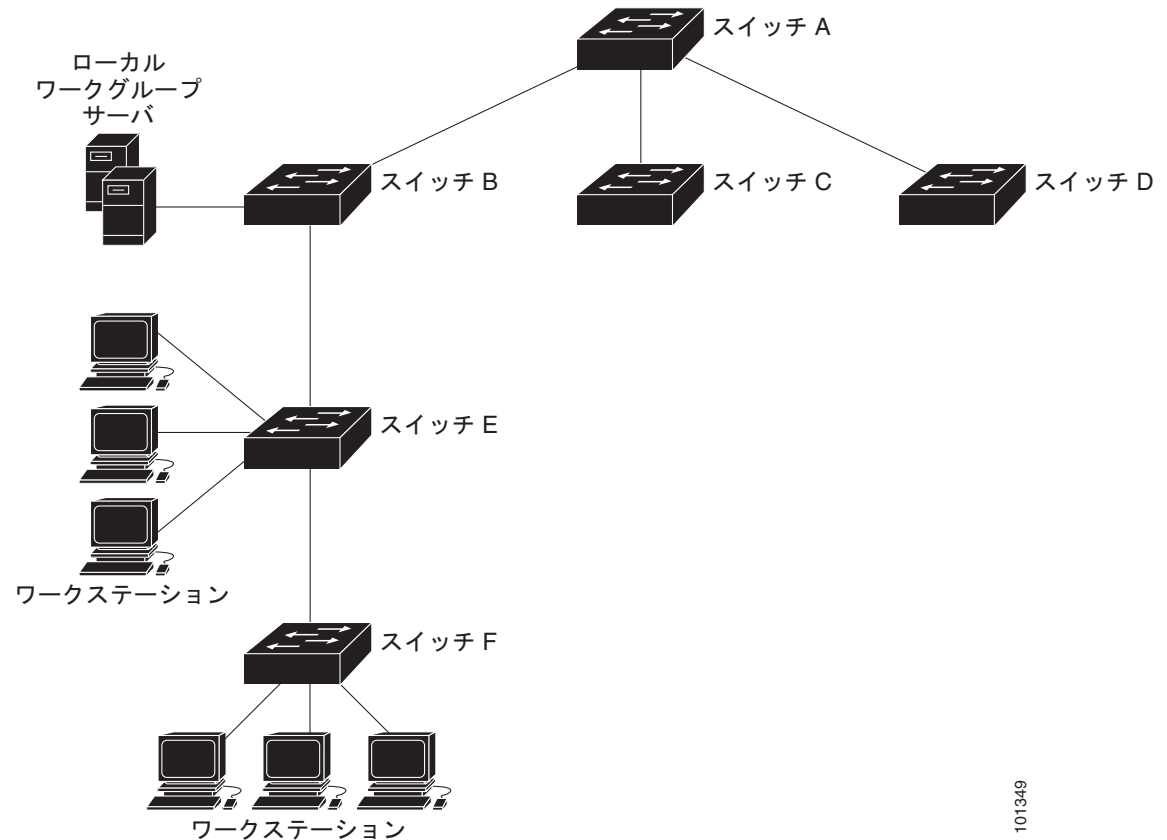 スイッチ A
ローカル
ワークグループ
サーバ
スイッチ B
スイッチ C
スイッチ D
スイッチ E
ワークステーション
スイッチ F
ワークステーション
101349